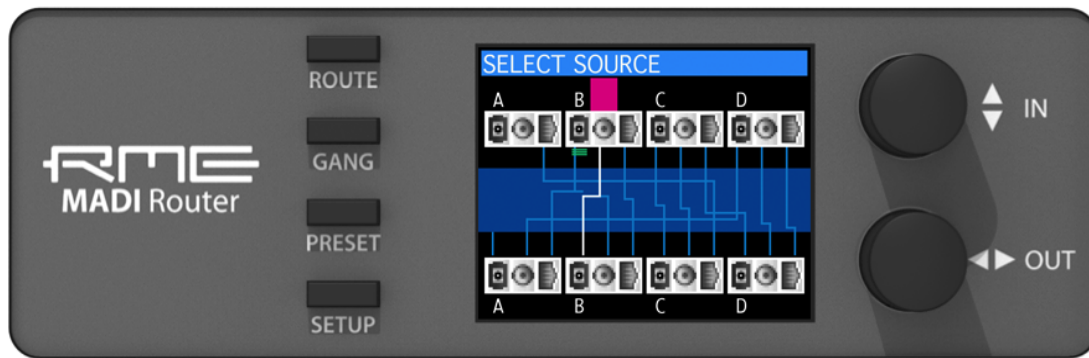 RME
MADI Router
ROUTE
GANG
PRESET
SETUP
SELECT SOURCE
A B C D
A B C D
IN
OUT